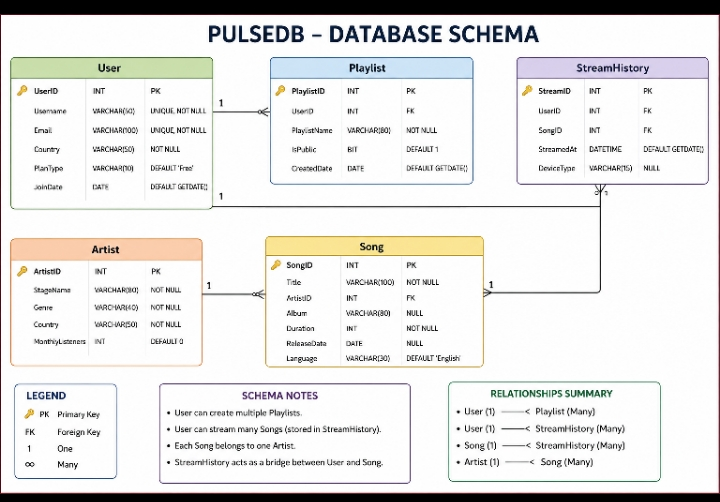 PULSEDB – DATABASE SCHEMA
User
UserID INT PK
Username VARCHAR(50) UNIQUE, NOT NULL
Email VARCHAR(100) UNIQUE, NOT NULL
Country VARCHAR(50) NOT NULL
PlanType VARCHAR(10) DEFAULT 'Free'
JoinDate DATE DEFAULT GETDATE()
1
1
Playlist
PlaylistID INT PK
UserID INT FK
PlaylistName VARCHAR(80) NOT NULL
IsPublic BIT DEFAULT 1
CreatedDate DATE DEFAULT GETDATE()
StreamHistory
StreamID INT PK
UserID INT FK
SongID INT FK
StreamedAt DATETIME DEFAULT GETDATE()
DeviceType VARCHAR(15) NULL
1
Artist
ArtistID INT PK
StageName VARCHAR(80) NOT NULL
Genre VARCHAR(40) NOT NULL
Country VARCHAR(50) NOT NULL
MonthlyListeners INT DEFAULT 0
1
Song
SongID INT PK
Title VARCHAR(100) NOT NULL
ArtistID INT FK
Album VARCHAR(80) NULL
Duration INT NOT NULL
ReleaseDate DATE NULL
Language VARCHAR(30) DEFAULT 'English'
1
LEGEND
PK Primary Key
FK Foreign Key
1 One
∞ Many
SCHEMA NOTES
• User can create multiple Playlists.
• User can stream many Songs (stored in StreamHistory).
• Each Song belongs to one Artist.
• StreamHistory acts as a bridge between User and Song.
RELATIONSHIPS SUMMARY
• User (1) ——< Playlist (Many)
• User (1) ——< StreamHistory (Many)
• Song (1) ——< StreamHistory (Many)
• Artist (1) ——< Song (Many)